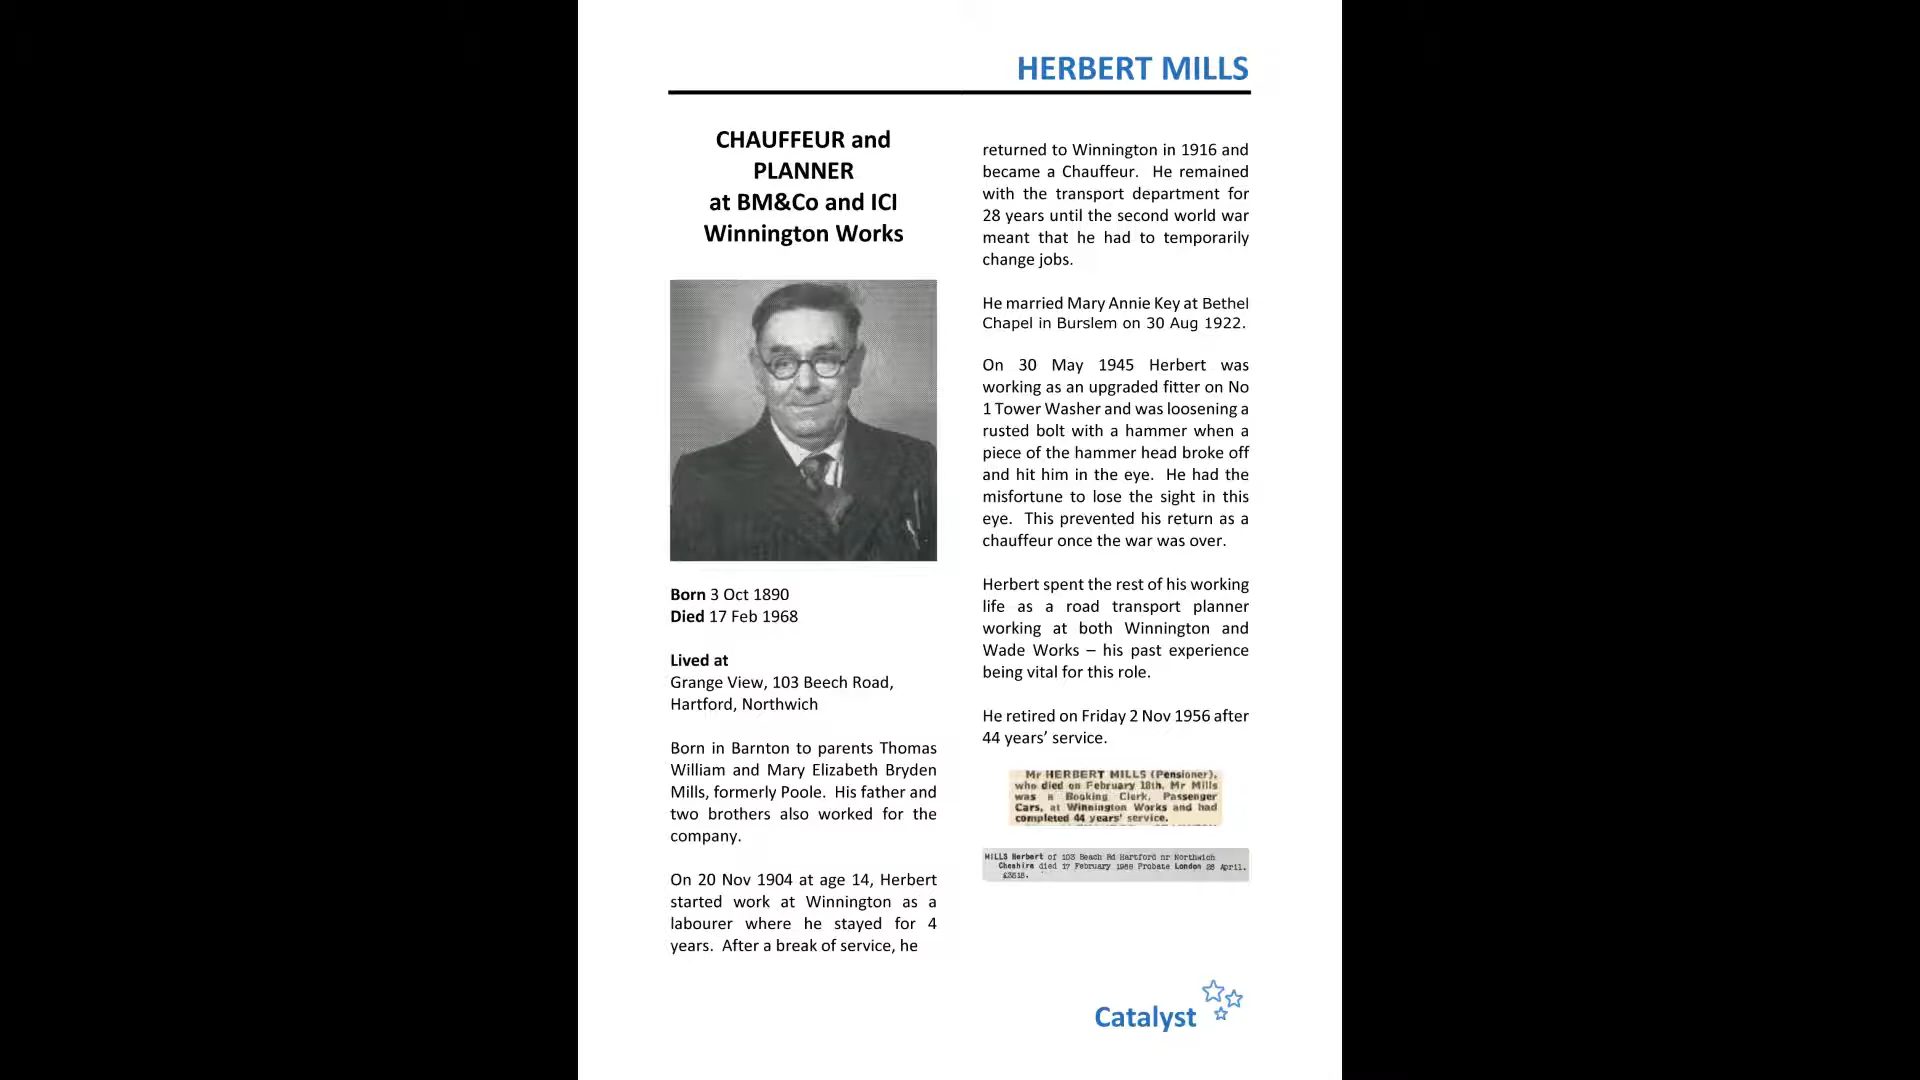 HERBERT MILLS
CHAUFFEUR and
PLANNER
at BM&Co and ICI
Winnington Works
Born 3 Oct 1890
Died 17 Feb 1968
Lived at
Grange View, 103 Beech Road,
Hartford, Northwich
Born in Barnton to parents Thomas
William and Mary Elizabeth Bryden
Mills, formerly Poole. His father and
two brothers also worked for the
company.
On 20 Nov 1904 at age 14, Herbert
started work at Winnington as a
labourer where he stayed for 4
years. After a break of service, he
returned to Winnington in 1916 and
became a Chauffeur. He remained
with the transport department for
28 years until the second world war
meant that he had to temporarily
change jobs.
He married Mary Annie Key at Bethel
Chapel in Burslem on 30 Aug 1922.
On 30 May 1945 Herbert was
working as an upgraded fitter on No
1 Tower Washer and was loosening a
rusted bolt with a hammer when a
piece of the hammer head broke off
and hit him in the eye. He had the
misfortune to lose the sight in this
eye. This prevented his return as a
chauffeur once the war was over.
Herbert spent the rest of his working
life as a road transport planner
working at both Winnington and
Wade Works – his past experience
being vital for this role.
He retired on Friday 2 Nov 1956 after
44 years’ service.
Mr HERBERT MILLS (Pensioner),
who died on February 18th. Mr Mills
was a Booking Clerk, Passenger
Cars, at Winnington Works and had
completed 44 years' service.
MILLS Herbert of 103 Beach Rd Hartford nr Northwich
Cheshire died 17 February Probate London April.
Catalyst